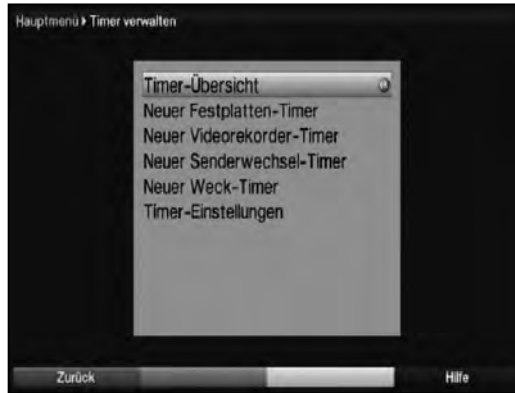 Hauptmenü Timer verwalten
Timer-Übersicht
Neuer Festplatten-Timer
Neuer Videorekorder-Timer
Neuer Senderwechsel-Timer
Neuer Weck-Timer
Timer-Einstellungen
Zurück
Hilfe